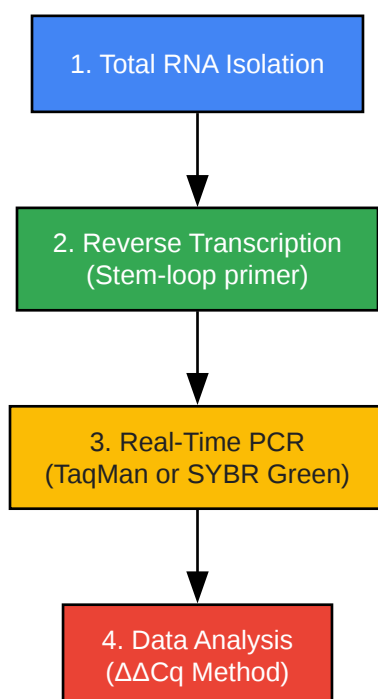 1. Total RNA Isolation
2. Reverse Transcription
(Stem-loop primer)
3. Real-Time PCR
(TaqMan or SYBR Green)
4. Data Analysis
(ΔΔCq Method)